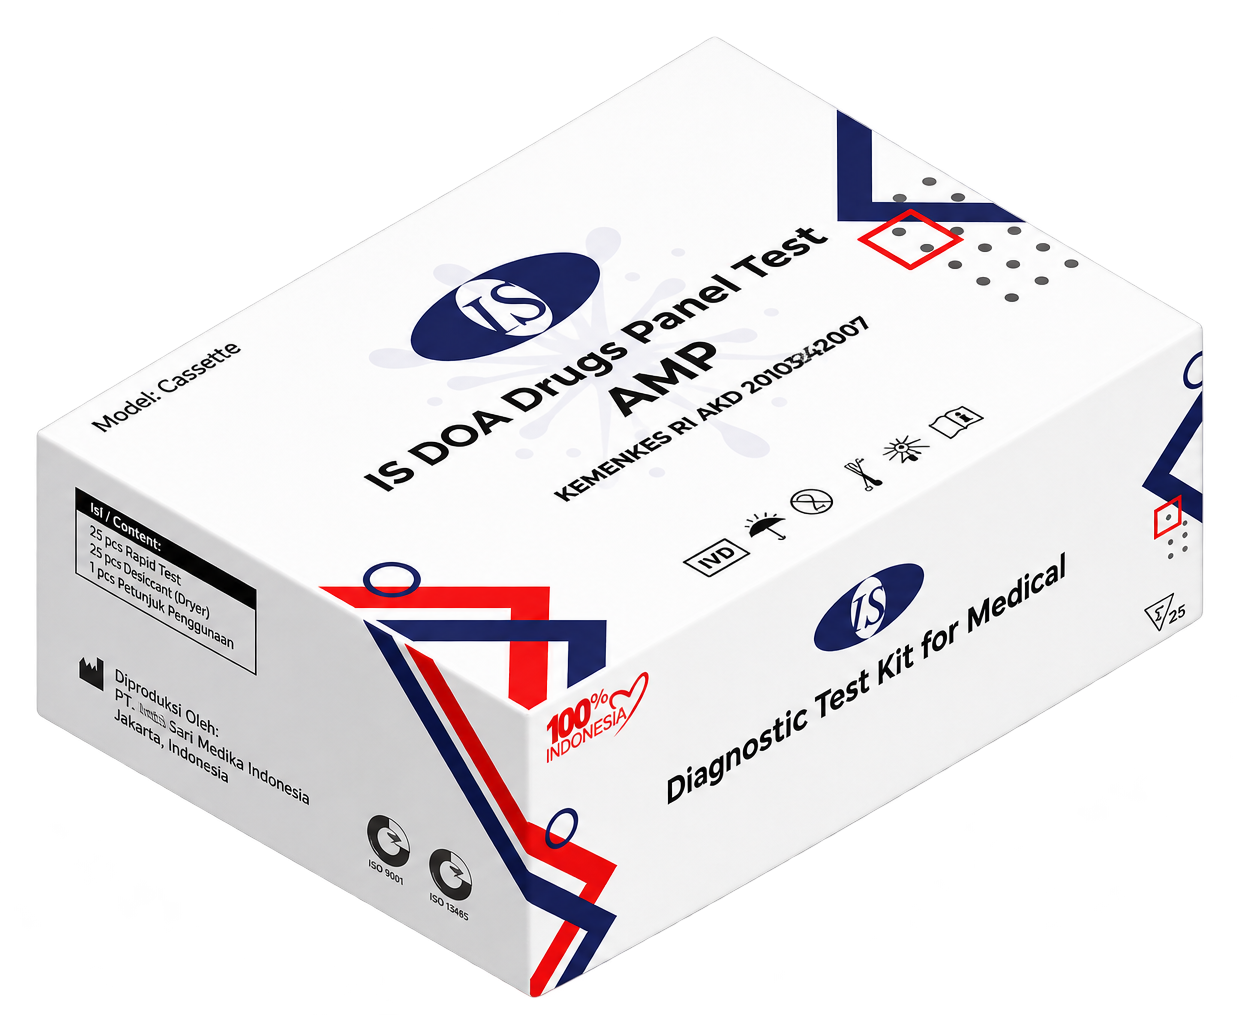 Model: Cassette
IS
IS DOA Drugs Panel Test
AMP
KEMENKES RI AKD
IVD
IsI / Content:
25 pcs Rapid Test
25 pcs Desiccant (Dryer)
1 pcs Petunjuk Penggunaan
Diproduksi Oleh:
PT. Sari Medika Indonesia
Jakarta, Indonesia
ISO 9001
ISO 13485
100%
INDONESIA
IS
Diagnostic Test Kit for Medical
Σ/25